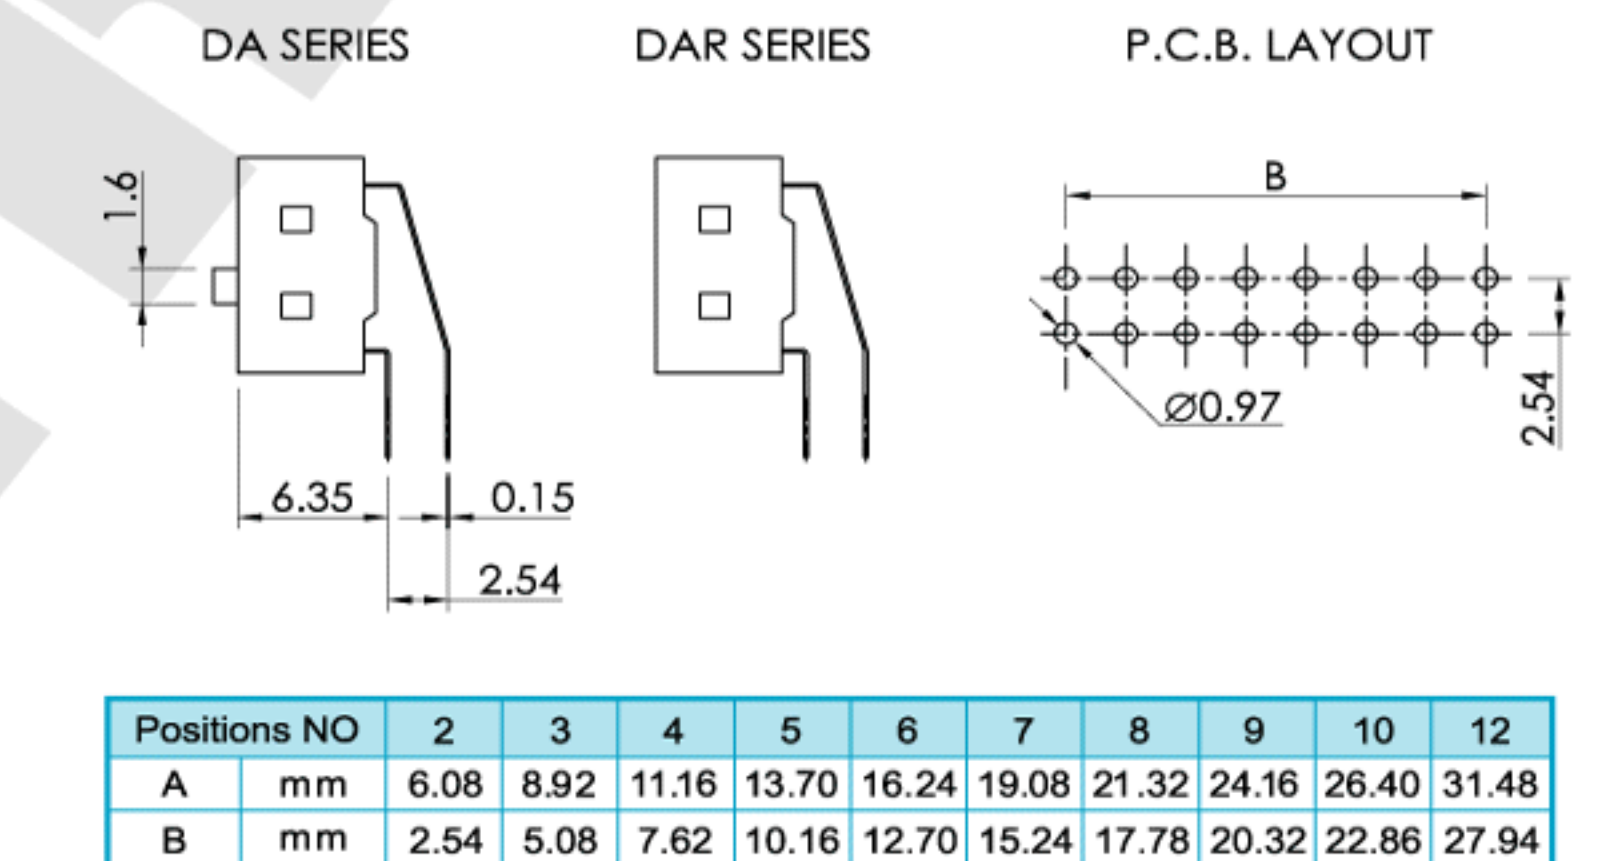 DA SERIES DAR SERIES P.C.B. LAYOUT
1.6
B
Ø0.97
2.54
6.35 0.15
2.54
Positions NO 2 3 4 5 6 7 8 9 10 12
A mm 6.08 8.92 11.16 13.70 16.24 19.08 21.32 24.16 26.40 31.48
B mm 2.54 5.08 7.62 10.16 12.70 15.24 17.78 20.32 22.86 27.94